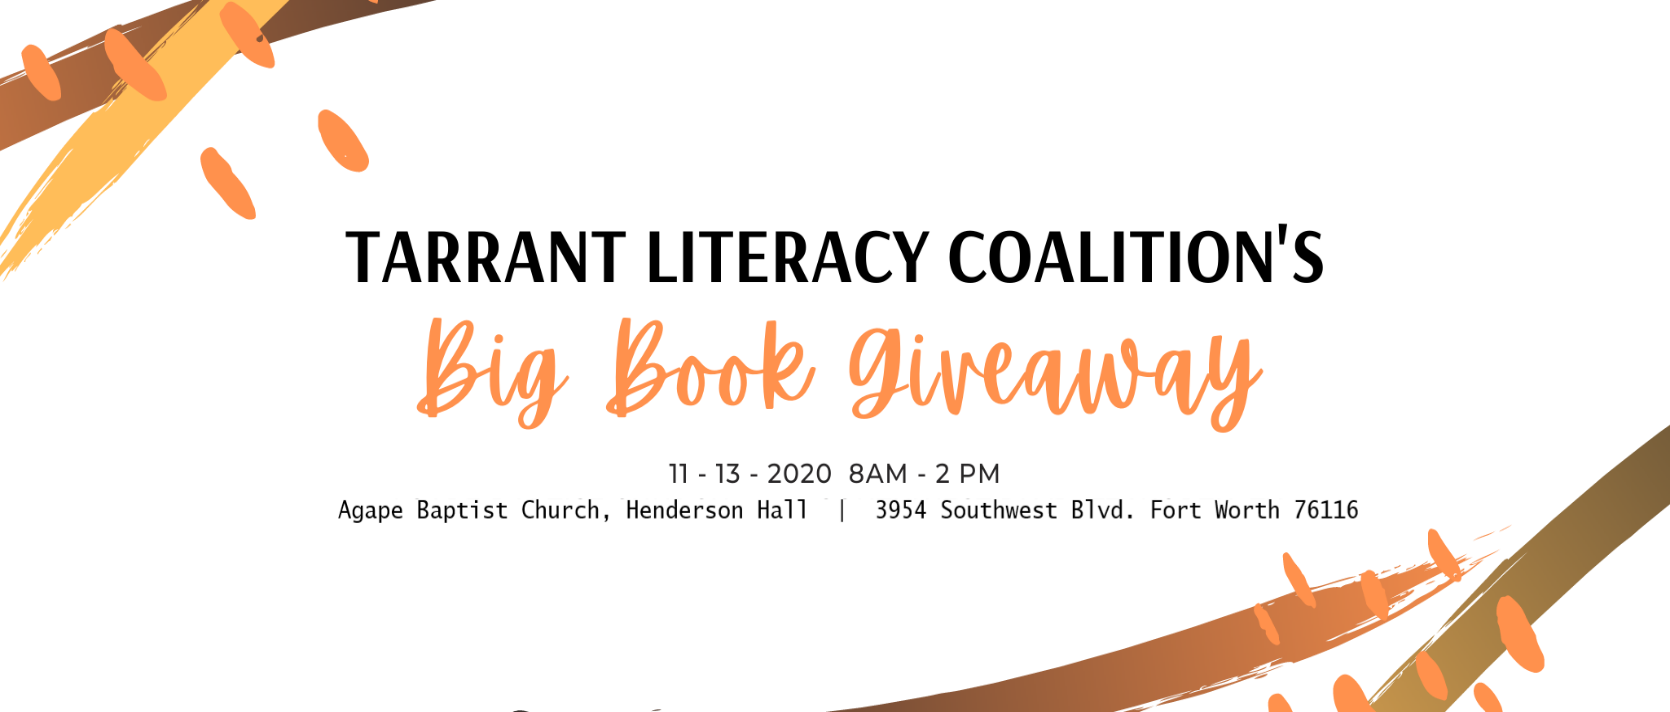 TARRANT LITERACY COALITION'S
Big Book Giveaway
11 - 13 - 2020 8AM - 2 PM
Agape Baptist Church, Henderson Hall | 3954 Southwest Blvd. Fort Worth 76116